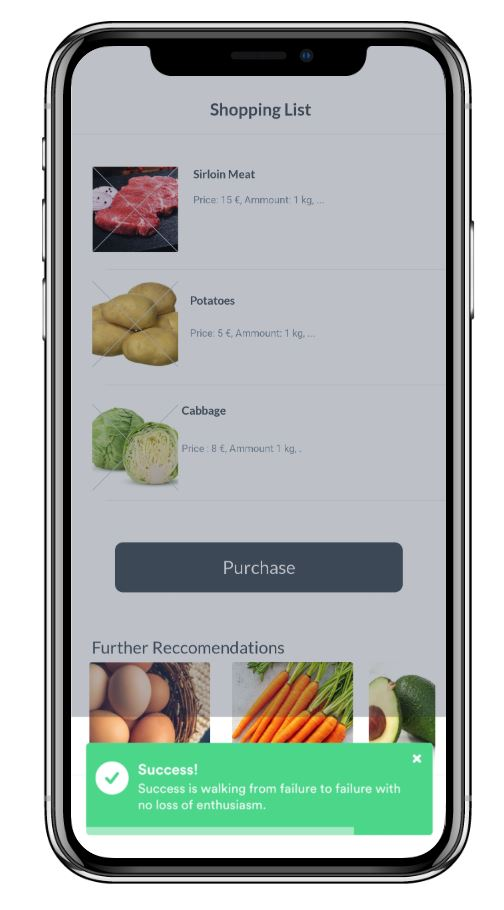 Shopping List
Sirloin Meat
Price: 15 €, Ammount: 1 kg, ...
Potatoes
Price: 5 €, Ammount: 1 kg, ...
Cabbage
Price : 8 €, Ammount 1 kg, .
Purchase
Further Reccomendations
Success!
Success is walking from failure to failure with
no loss of enthusiasm.